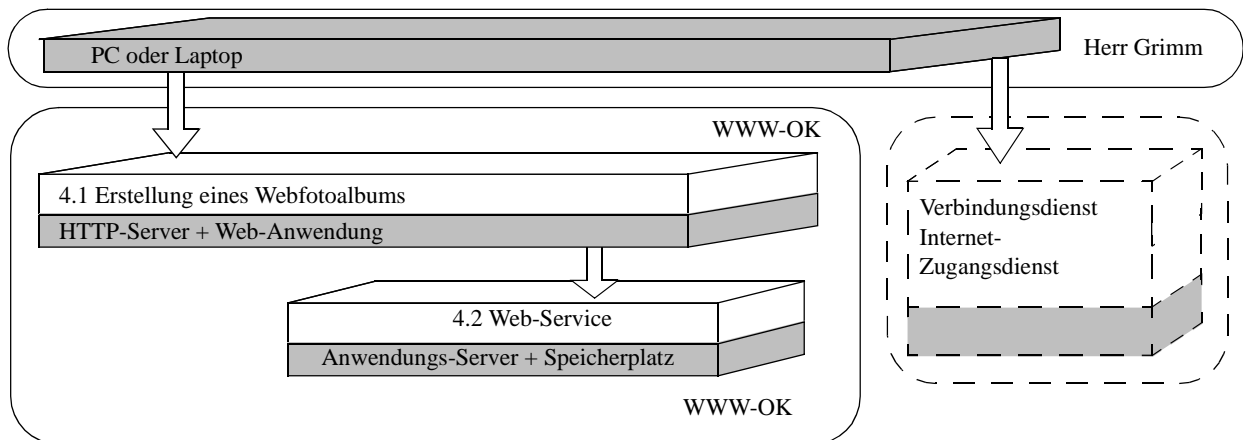 PC oder Laptop
Herr Grimm
WWW-OK
4.1 Erstellung eines Webfotoalbums
HTTP-Server + Web-Anwendung
Verbindungsdienst
Internet-
Zugangsdienst
4.2 Web-Service
Anwendungs-Server + Speicherplatz
WWW-OK